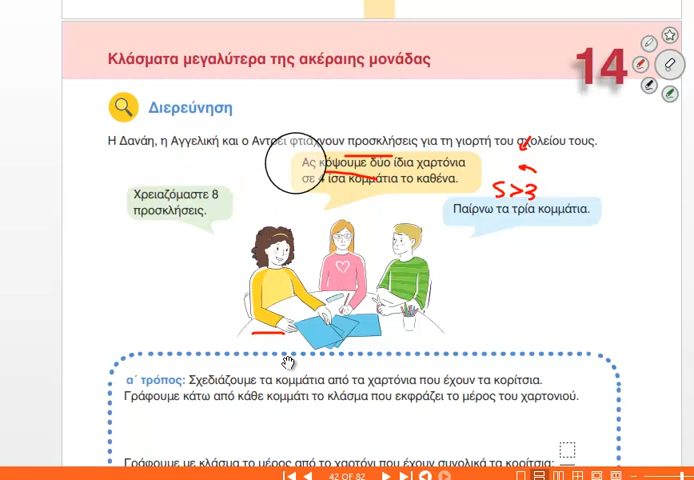 Κλάσματα μεγαλύτερα της ακέραιης μονάδας
14
Διερεύνηση
Η Δανάη, η Αγγελική και ο Αντρέι φτιάχνουν προσκλήσεις για τη γιορτή του σχολείου τους.
Ας κόψουμε δύο ίδια χαρτόνια
σε 4 ίσα κομμάτια το καθένα.
Χρειαζόμαστε 8
προσκλήσεις.
5>3
Παίρνω τα τρία κομμάτια.
α΄ τρόπος: Σχεδιάζουμε τα κομμάτια από τα χαρτόνια που έχουν τα κορίτσια.
Γράφουμε κάτω από κάθε κομμάτι το κλάσμα που εκφράζει το μέρος του χαρτονιού.
Γράφουμε με κλάσμα το μέρος από το χαρτόνι που έχουν συνολικά τα κορίτσια:
42 OF 82